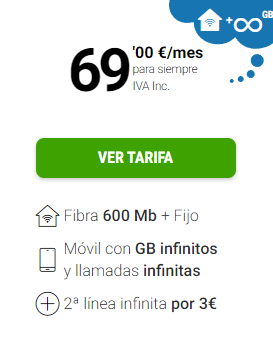 +∞ GB
69'00 €/mes
para siempre
IVA Inc.
VER TARIFA
Fibra 600 Mb + Fijo
Móvil con GB infinitos
y llamadas infinitas
2ª línea infinita por 3€